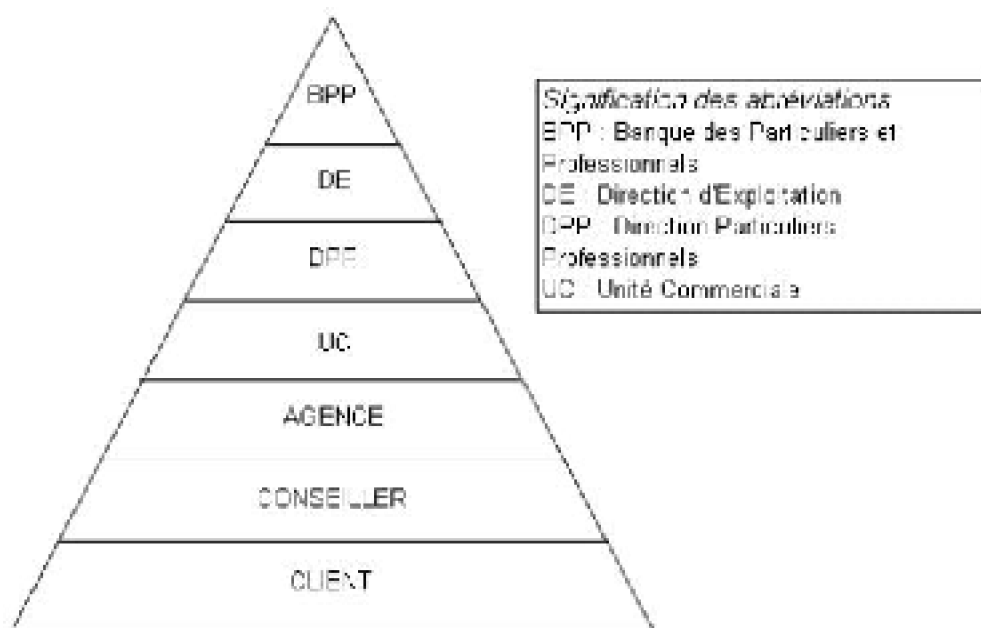 BPP
DE
DPE
UC
AGENCE
CONSEILLER
CLIENT
Signification des abréviations
BPP : Banque des Particuliers et
Professionnels
DE : Direction d'Exploitation
DPP : Direction Particuliers
Professionnels
UC : Unité Commerciale